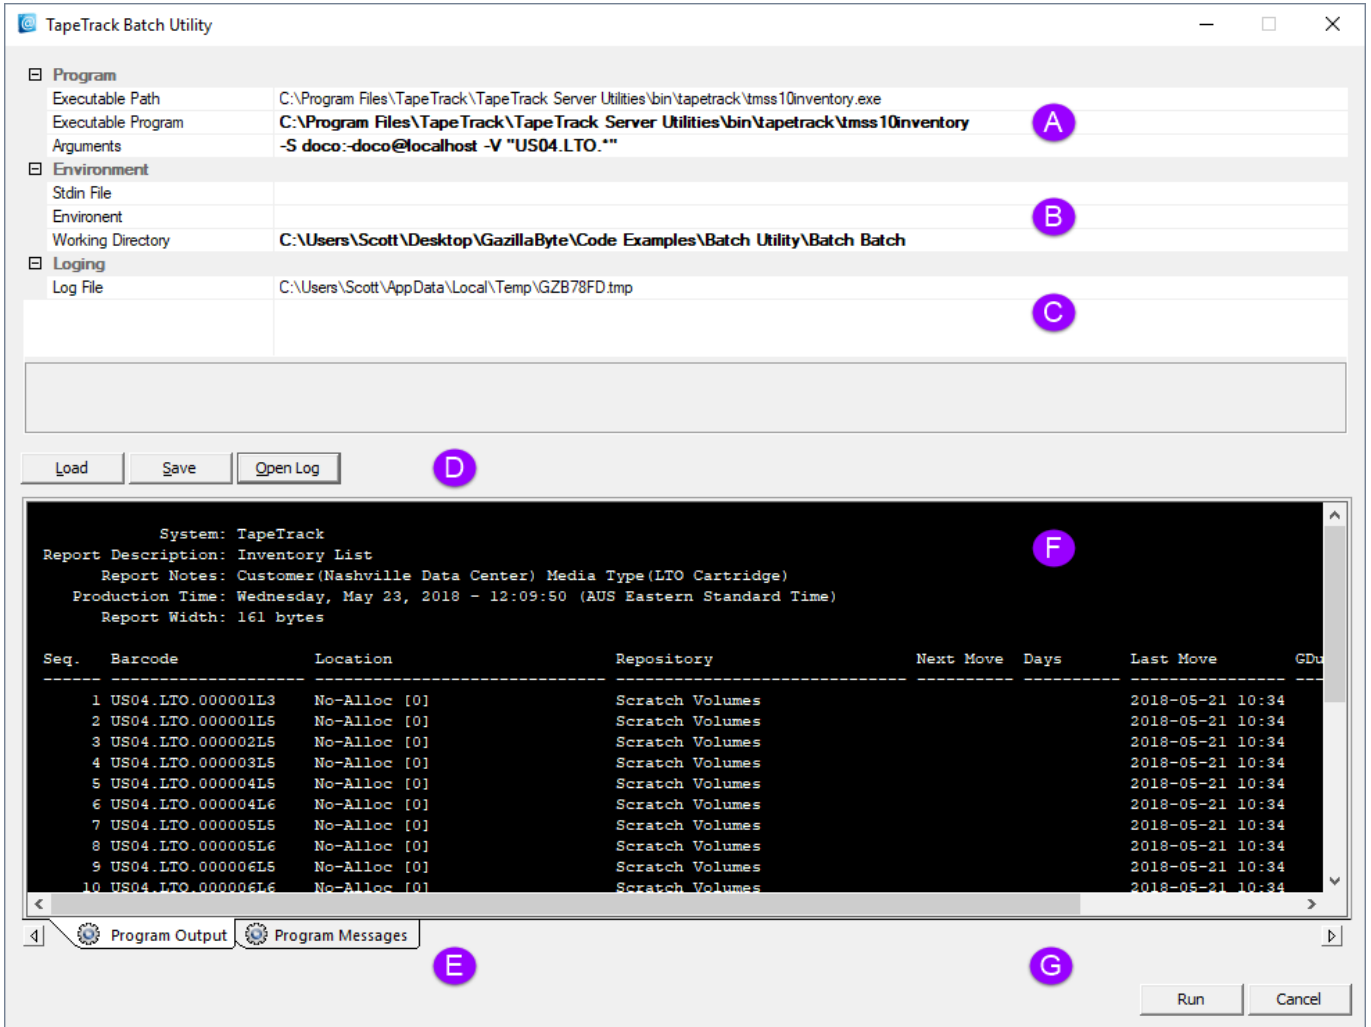 TapeTrack Batch Utility
Program
Executable Path C:\Program Files\TapeTrack\TapeTrack Server Utilities\bin\tapetrack\tmss10inventory.exe
Executable Program C:\Program Files\TapeTrack\TapeTrack Server Utilities\bin\tapetrack\tmss10inventory
A
Arguments -S doco:-doco@localhost -V "US04.LTO.*"
Environment
Stdin File
Environent
B
Working Directory C:\Users\Scott\Desktop\GazillaByte\Code Examples\Batch Utility\Batch Batch
Loging
Log File C:\Users\Scott\AppData\Local\Temp\GZB78FD.tmp
C
Load Save Open Log D
System: TapeTrack
F
Report Description: Inventory List
Report Notes: Customer(Nashville Data Center) Media Type(LTO Cartridge)
Production Time: Wednesday, May 23, 2018 - 12:09:50 (AUS Eastern Standard Time)
Report Width: 161 bytes
Seq. Barcode Location Repository Next Move Days Last Move GDu
1 US04.LTO.000001L3 No-Alloc [0] Scratch Volumes 2018-05-21 10:34
2 US04.LTO.000001L5 No-Alloc [0] Scratch Volumes 2018-05-21 10:34
3 US04.LTO.000002L5 No-Alloc [0] Scratch Volumes 2018-05-21 10:34
4 US04.LTO.000003L5 No-Alloc [0] Scratch Volumes 2018-05-21 10:34
5 US04.LTO.000004L5 No-Alloc [0] Scratch Volumes 2018-05-21 10:34
6 US04.LTO.000004L6 No-Alloc [0] Scratch Volumes 2018-05-21 10:34
7 US04.LTO.000005L5 No-Alloc [0] Scratch Volumes 2018-05-21 10:34
8 US04.LTO.000005L6 No-Alloc [0] Scratch Volumes 2018-05-21 10:34
9 US04.LTO.000006L5 No-Alloc [0] Scratch Volumes 2018-05-21 10:34
10 US04.LTO.000006L6 No-Alloc [0] Scratch Volumes 2018-05-21 10:34
Program Output Program Messages
E
G
Run Cancel